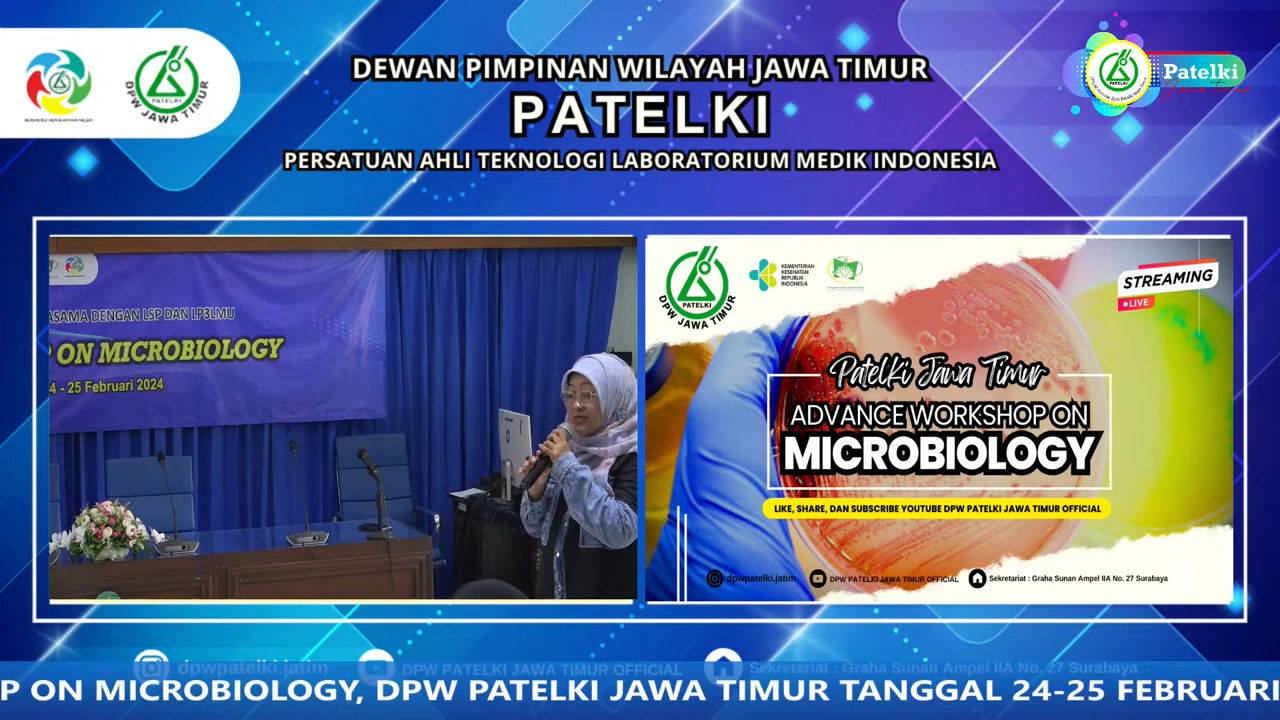 DPW JAWA TIMUR
PATELKI
Patelki
Jawa Timur
DEWAN PIMPINAN WILAYAH JAWA TIMUR
PATELKI
PERSATUAN AHLI TEKNOLOGI LABORATORIUM MEDIK INDONESIA
ASAMA DENGAN LSP DAN LP3LMU
P ON MICROBIOLOGY
4 - 25 Februari 2024
PATELKI
DPW JAWA TIMUR
KEMENTERIAN
KESEHATAN
REPUBLIK
INDONESIA
STREAMING
LIVE
Patelki Jawa Timur
ADVANCE WORKSHOP ON
MICROBIOLOGY
LIKE, SHARE, DAN SUBSCRIBE YOUTUBE DPW PATELKI JAWA TIMUR OFFICIAL
dpwpatelki.jatim
DPW PATELKI JAWA TIMUR OFFICIAL
Sekretariat : Graha Sunan Ampel IIA No. 27 Surabaya
dpwpatelki.jatim
DPW PATELKI JAWA TIMUR OFFICIAL
Sekretariat : Graha Sunan Ampel IIA No. 27 Surabaya
P ON MICROBIOLOGY, DPW PATELKI JAWA TIMUR TANGGAL 24-25 FEBRUARI